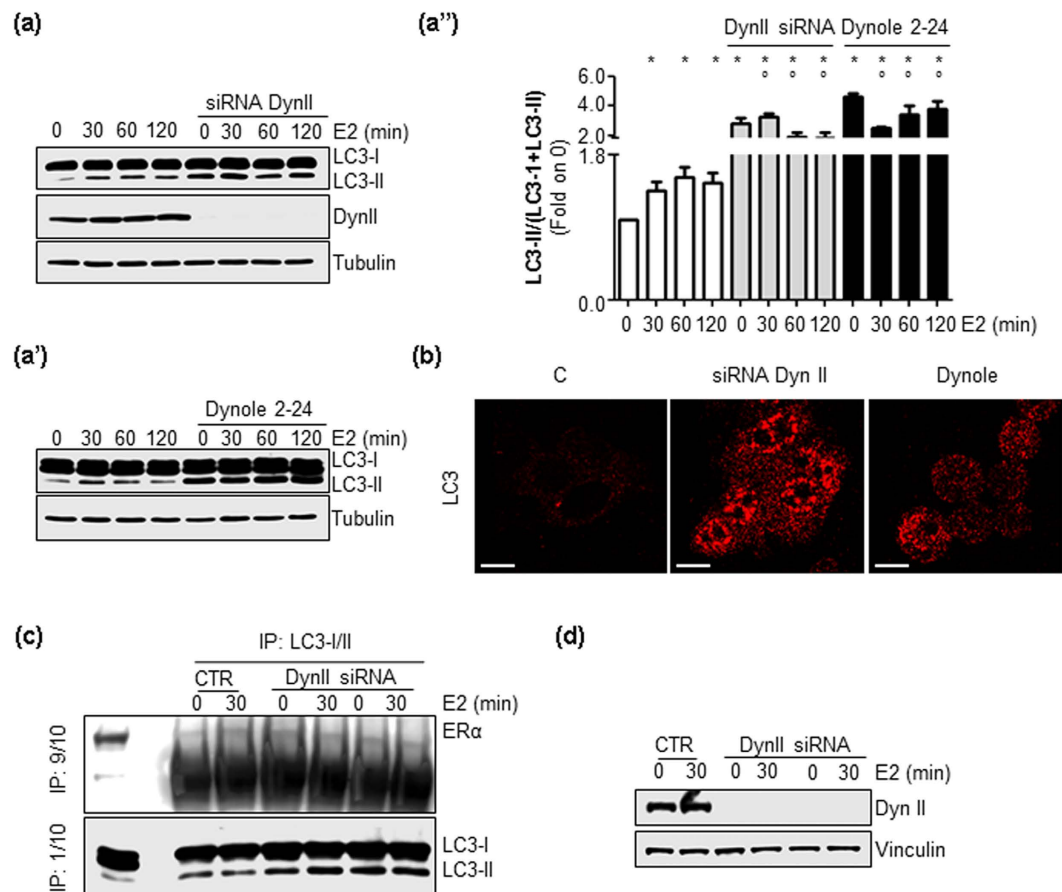 (a)
siRNA DynII
0 30 60 120 0 30 60 120 E2 (min)
LC3-I
LC3-II
DynII
Tubulin
(a'')
DynII siRNA Dynole 2-24
* * * * * * * * * * *
o o o o o o
6.0
4.0
2.0
1.8
0.0
LC3-II/(LC3-1+LC3-II)
(Fold on 0)
0 30 60 120 0 30 60 120 0 30 60 120 E2 (min)
(a')
Dynole 2-24
0 30 60 120 0 30 60 120 E2 (min)
LC3-I
LC3-II
Tubulin
(b)
C siRNA Dyn II Dynole
LC3
(c)
IP: LC3-I/II
CTR DynII siRNA
0 30 0 30 0 30 E2 (min)
IP: 9/10
ERα
IP: 1/10
LC3-I
LC3-II
(d)
CTR DynII siRNA
0 30 0 30 0 30 E2 (min)
Dyn II
Vinculin